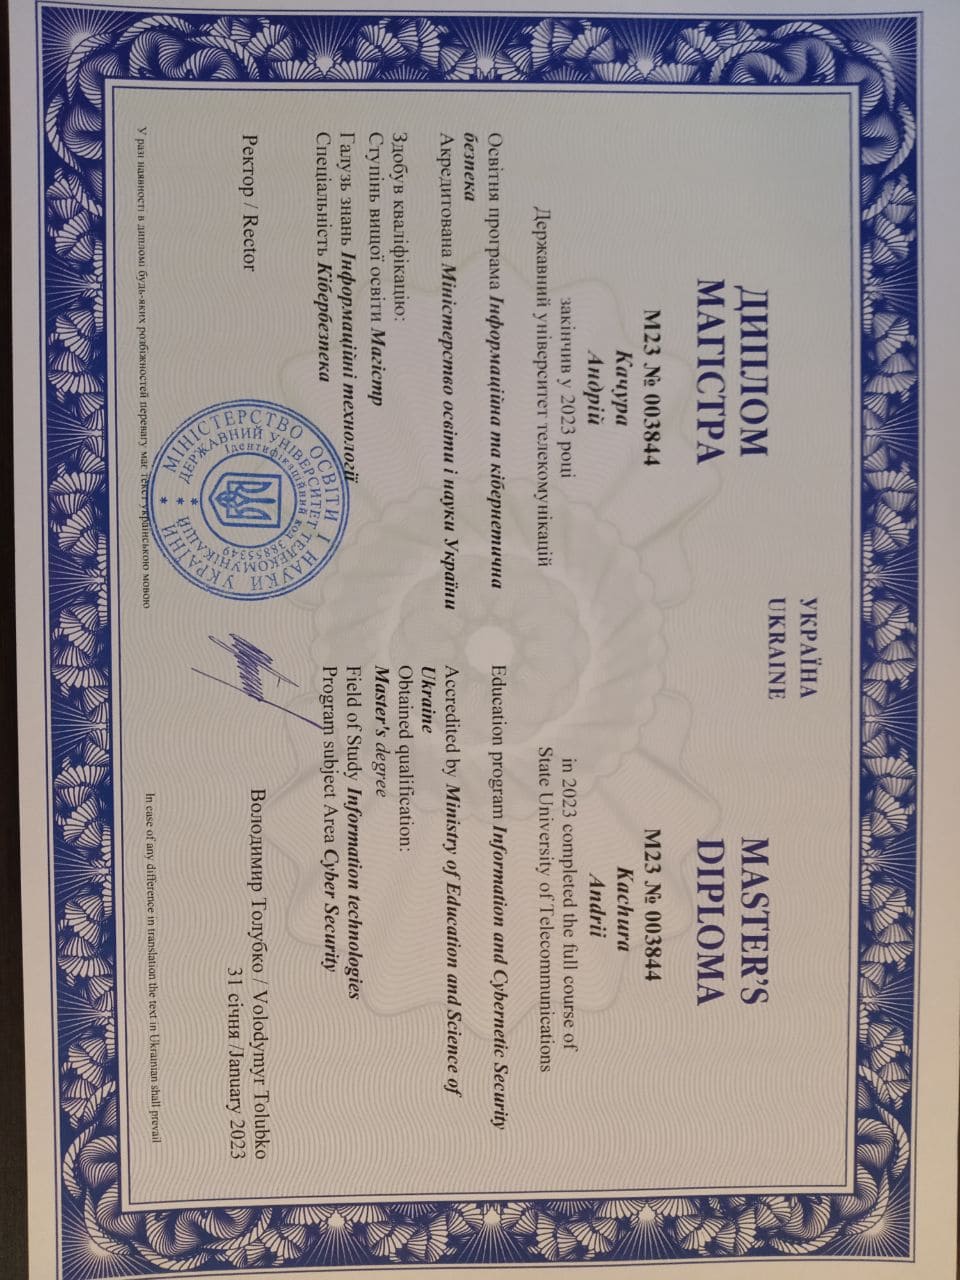 УКРАЇНА
UKRAINE
ДИПЛОМ
МАГІСТРА
М23 № 003844
Качура
Андрій
закінчив у 2023 році
Державний університет телекомунікацій
Освітня програма Інформаційна та кібернетична
безпека
Акредитована Міністерство освіти і науки України
Здобув кваліфікацію:
Ступінь вищої освіти Магістр
Галузь знань Інформаційні технології
Спеціальність Кібербезпека
MASTER'S
DIPLOMA
М23 № 003844
Kachura
Andrii
in 2023 completed the full course of
State University of Telecommunications
Education program Information and Cybernetic Security
Accredited by Ministry of Education and Science of
Ukraine
Obtained qualification:
Master's degree
Field of Study Information technologies
Program subject Area Cyber Security
Ректор / Rector
Володимир Толубко / Volodymyr Tolubko
31 січня /January 2023
МІНІСТЕРСТВО ОСВІТИ І НАУКИ УКРАЇНИ
ДЕРЖАВНИЙ УНІВЕРСИТЕТ ТЕЛЕКОМУНІКАЦІЙ
Ідентифікаційний код 38855349
У разі наявності в дипломі будь-яких розбіжностей перевагу має текст українською мовою
In case of any difference in translation the text in Ukrainian shall prevail